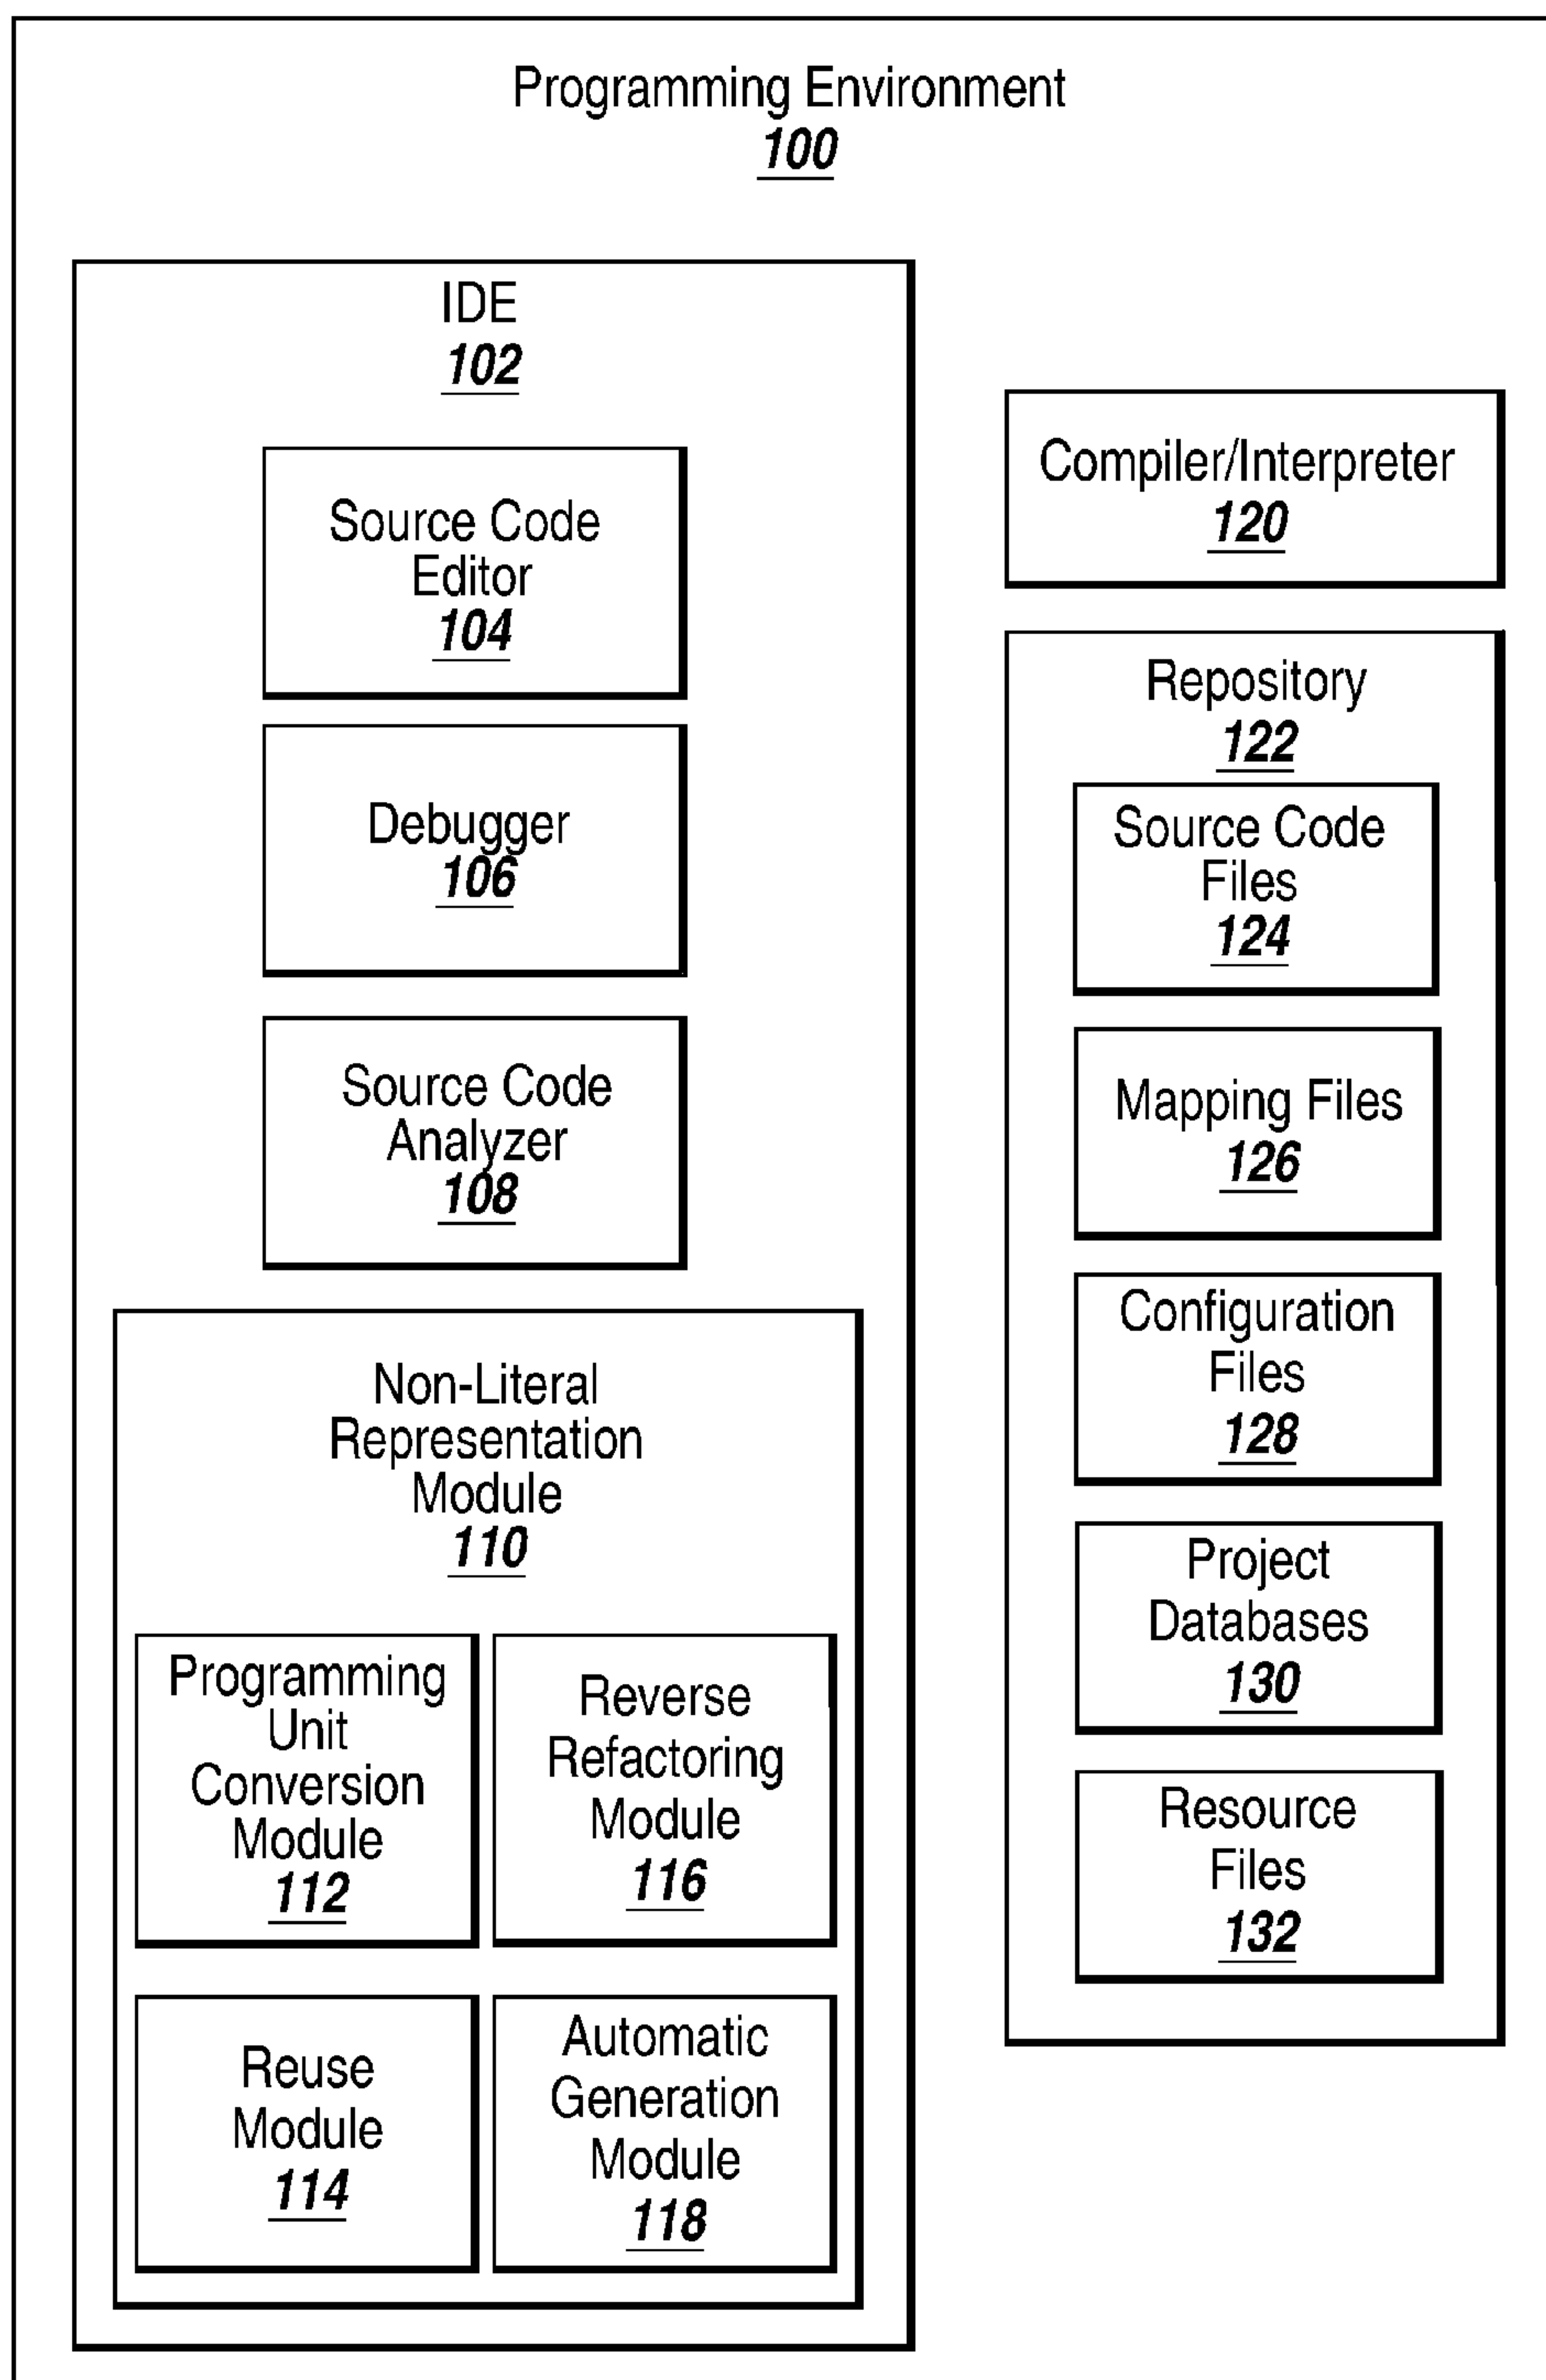 Programming Environment
100
IDE
102
Source Code
Editor
104
Debugger
106
Source Code
Analyzer
108
Non-Literal
Representation
Module
110
Programming
Unit
Conversion
Module
112
Reverse
Refactoring
Module
116
Reuse
Module
114
Automatic
Generation
Module
118
Compiler/Interpreter
120
Repository
122
Source Code
Files
124
Mapping Files
126
Configuration
Files
128
Project
Databases
130
Resource
Files
132